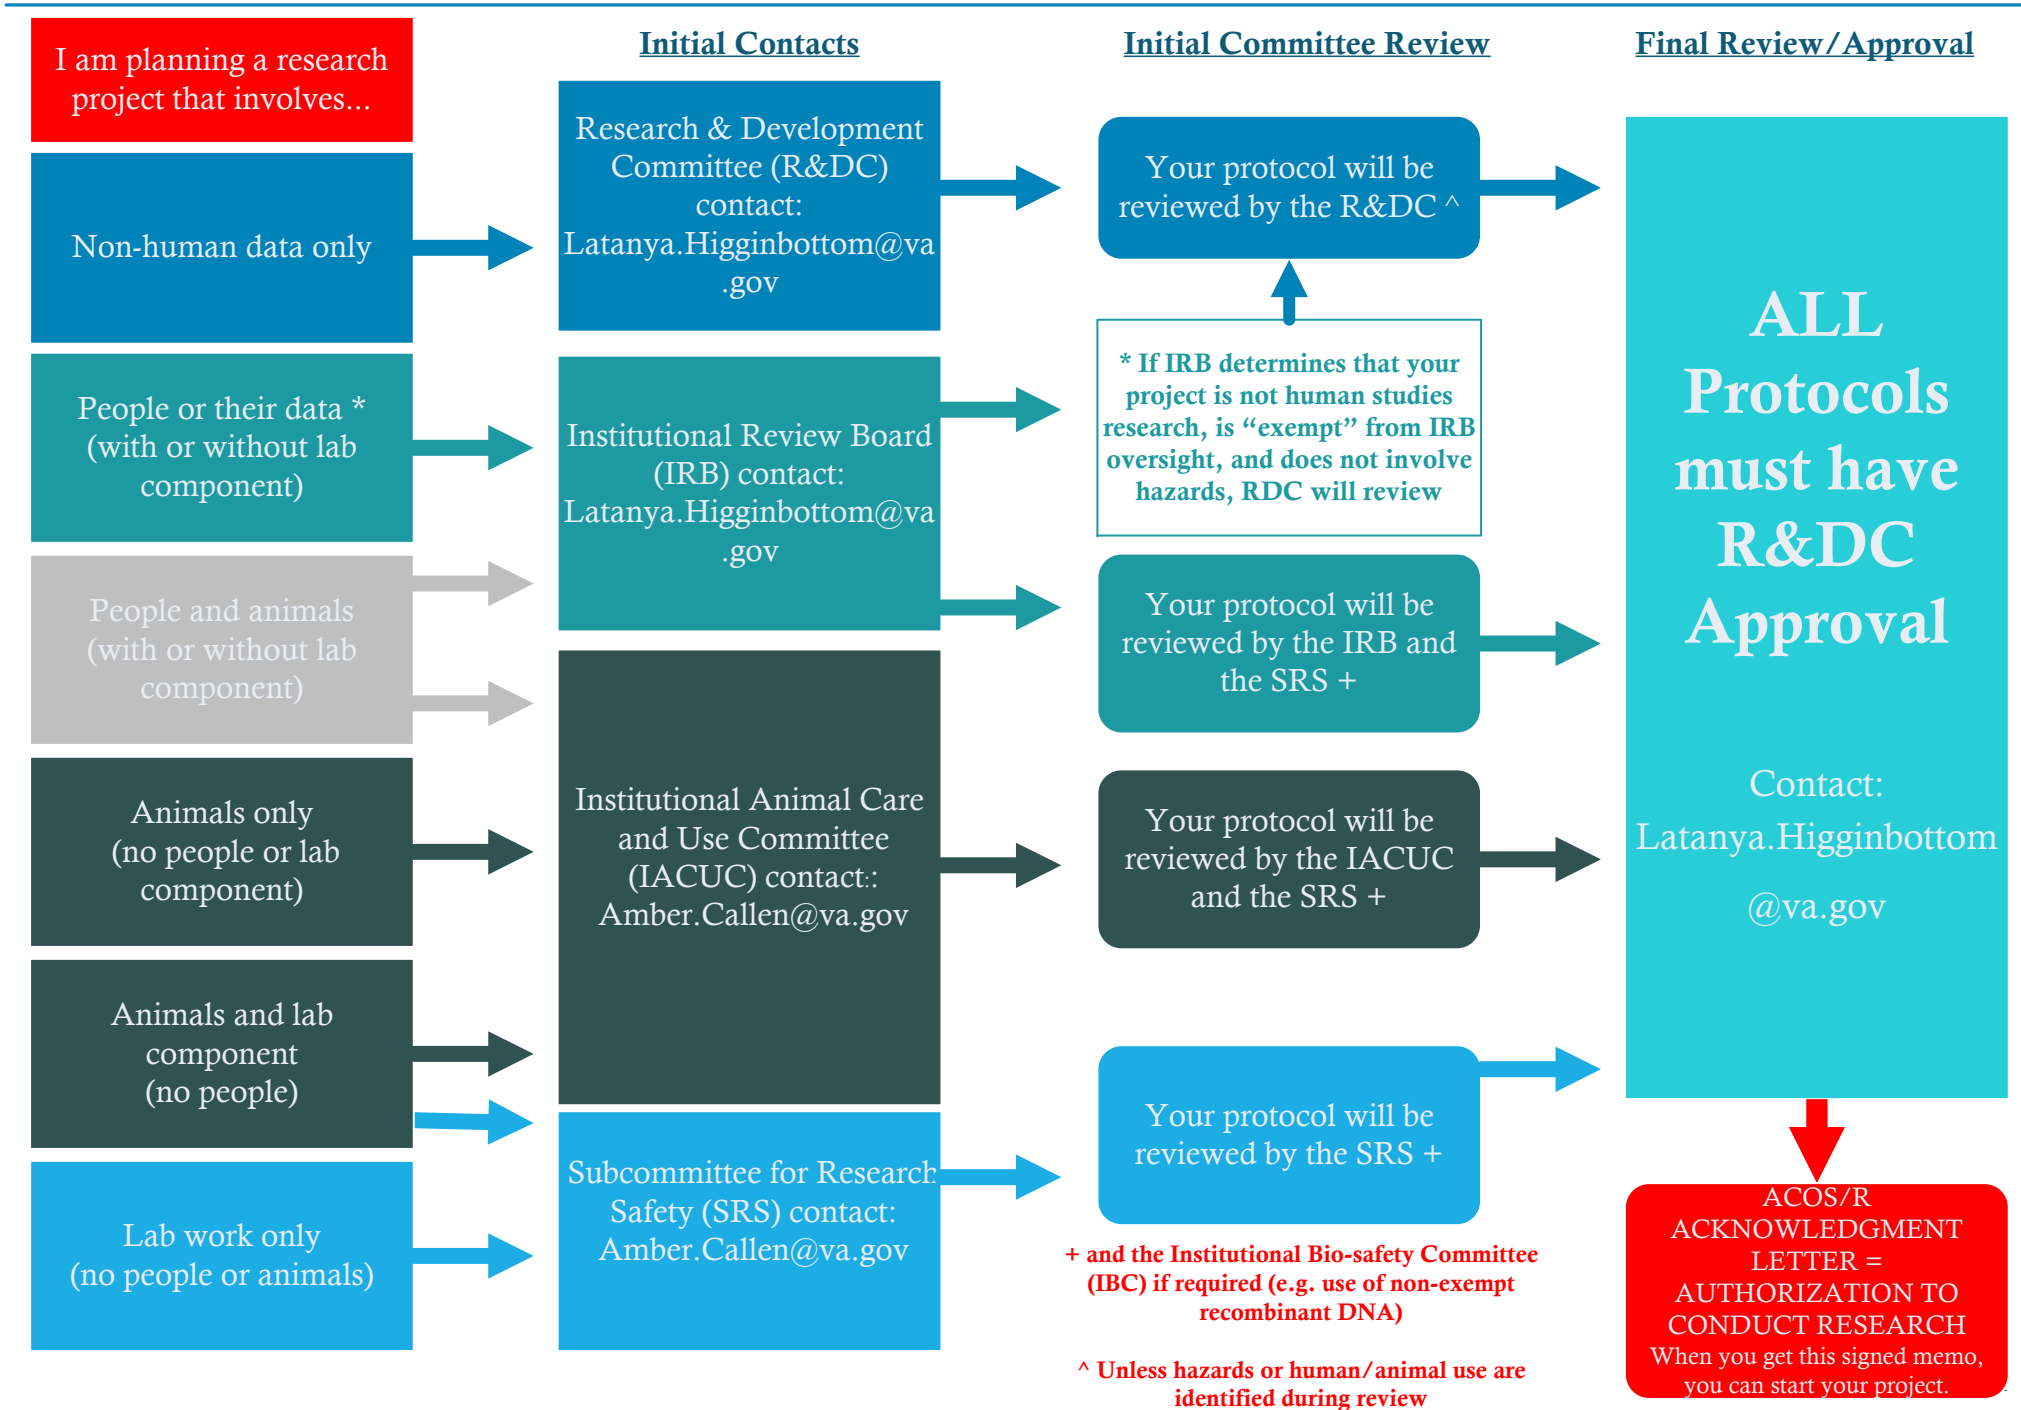 I am planning a research
project that involves...
Non-human data only
People or their data *
(with or without lab
component)
People and animals
(with or without lab
component)
Animals only
(no people or lab
component)
Animals and lab
component
(no people)
Lab work only
(no people or animals)
Initial Contacts
Research & Development
Committee (R&DC)
contact:
Latanya.Higginbottom@va
.gov
Institutional Review Board
(IRB) contact:
Latanya.Higginbottom@va
.gov
Institutional Animal Care
and Use Committee
(IACUC) contact::
Amber.Callen@va.gov
Subcommittee for Research
Safety (SRS) contact:
Amber.Callen@va.gov
Initial Committee Review
Your protocol will be
reviewed by the R&DC ^
* If IRB determines that your
project is not human studies
research, is “exempt” from IRB
oversight, and does not involve
hazards, RDC will review
Your protocol will be
reviewed by the IRB and
the SRS +
Your protocol will be
reviewed by the IACUC
and the SRS +
Your protocol will be
reviewed by the SRS +
+ and the Institutional Bio-safety Committee
(IBC) if required (e.g. use of non-exempt
recombinant DNA)
^ Unless hazards or human/animal use are
identified during review
Final Review/Approval
ALL
Protocols
must have
R&DC
Approval
Contact:
Latanya.Higginbottom
@va.gov
ACOS/R
ACKNOWLEDGMENT
LETTER =
AUTHORIZATION TO
CONDUCT RESEARCH
When you get this signed memo,
you can start your project.